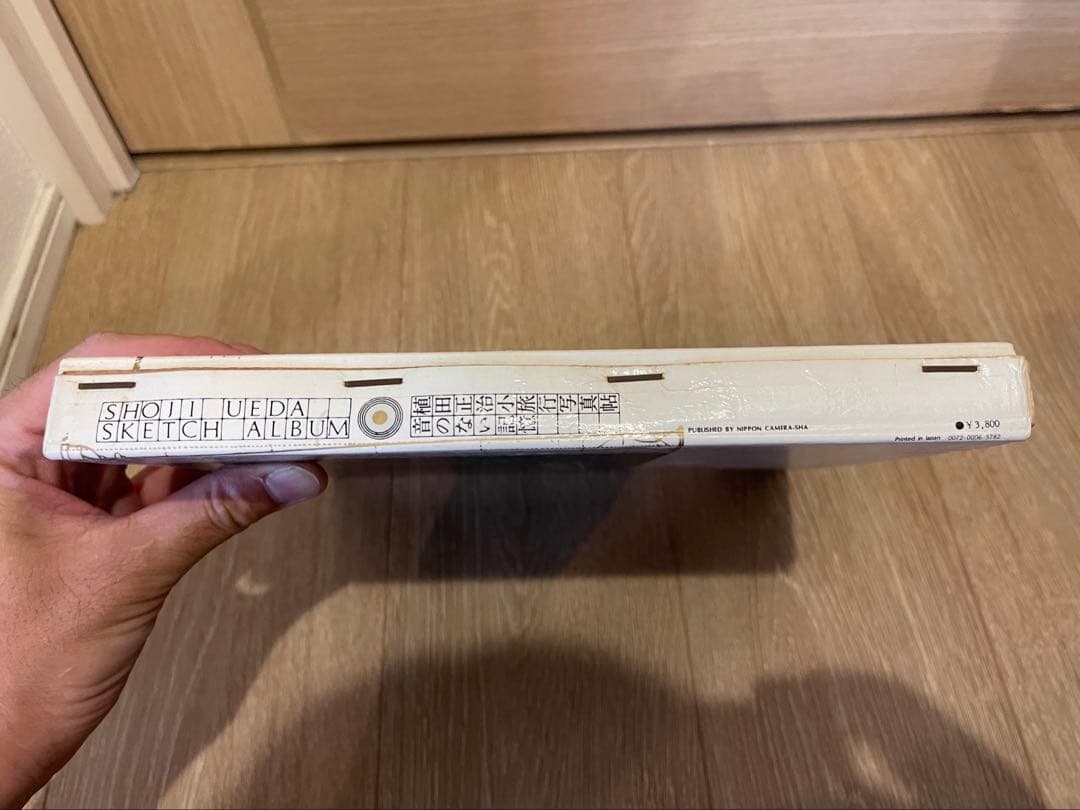 SHOJI UEDA
SKETCH ALBUM
植田正治小旅行写真帖
音のない記憶
PUBLISHED BY NIPPON CAMERA-SHA
●¥3,800
Printed in Japan 0072-0006-5782